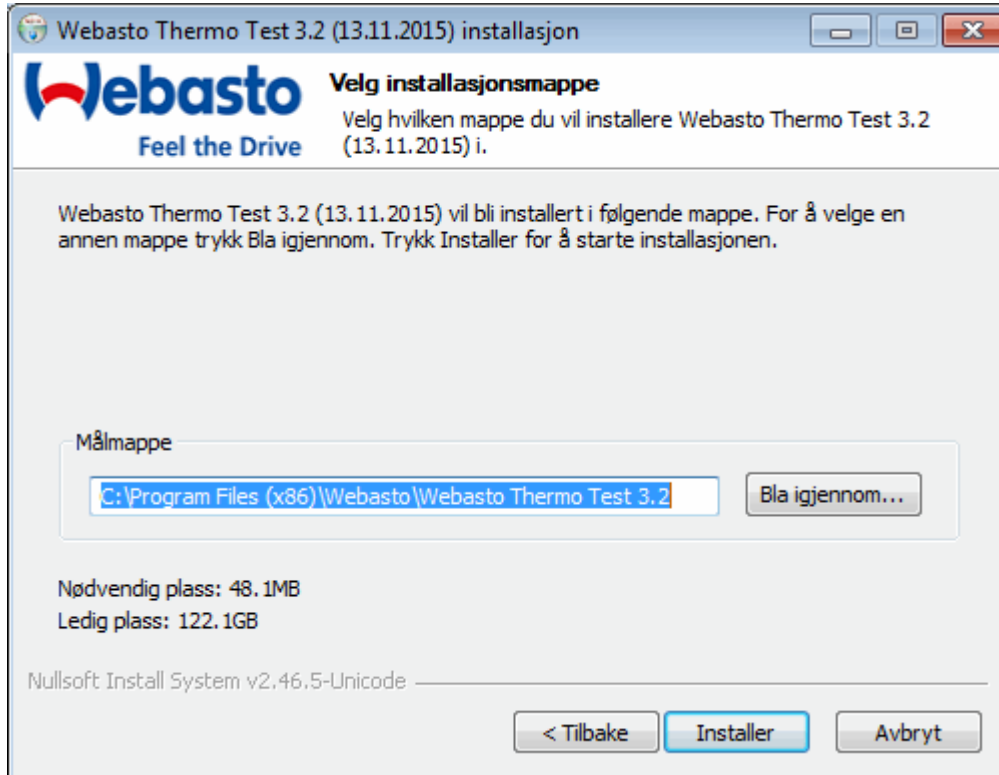 Webasto Thermo Test 3.2 (13.11.2015) installasjon
Webasto
Feel the Drive
Velg installasjonsmappe
Velg hvilken mappe du vil installere Webasto Thermo Test 3.2
(13.11.2015) i.
Webasto Thermo Test 3.2 (13.11.2015) vil bli installert i følgende mappe. For å velge en
annen mappe trykk Bla igjennom. Trykk Installer for å starte installasjonen.
Målmappe
C:\Program Files (x86)\Webasto\Webasto Thermo Test 3.2
Bla igjennom...
Nødvendig plass: 48.1MB
Ledig plass: 122.1GB
Nullsoft Install System v2.46.5-Unicode
< Tilbake
Installer
Avbryt